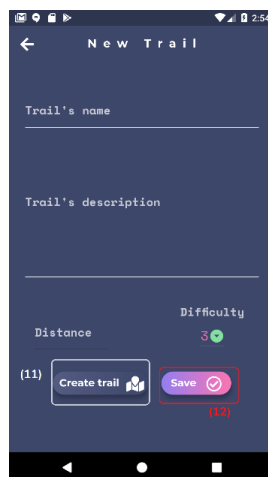 2:54
New Trail
Trail's name
Trail's description
Difficulty
3
Distance
(11)
Create trail
Save
(12)